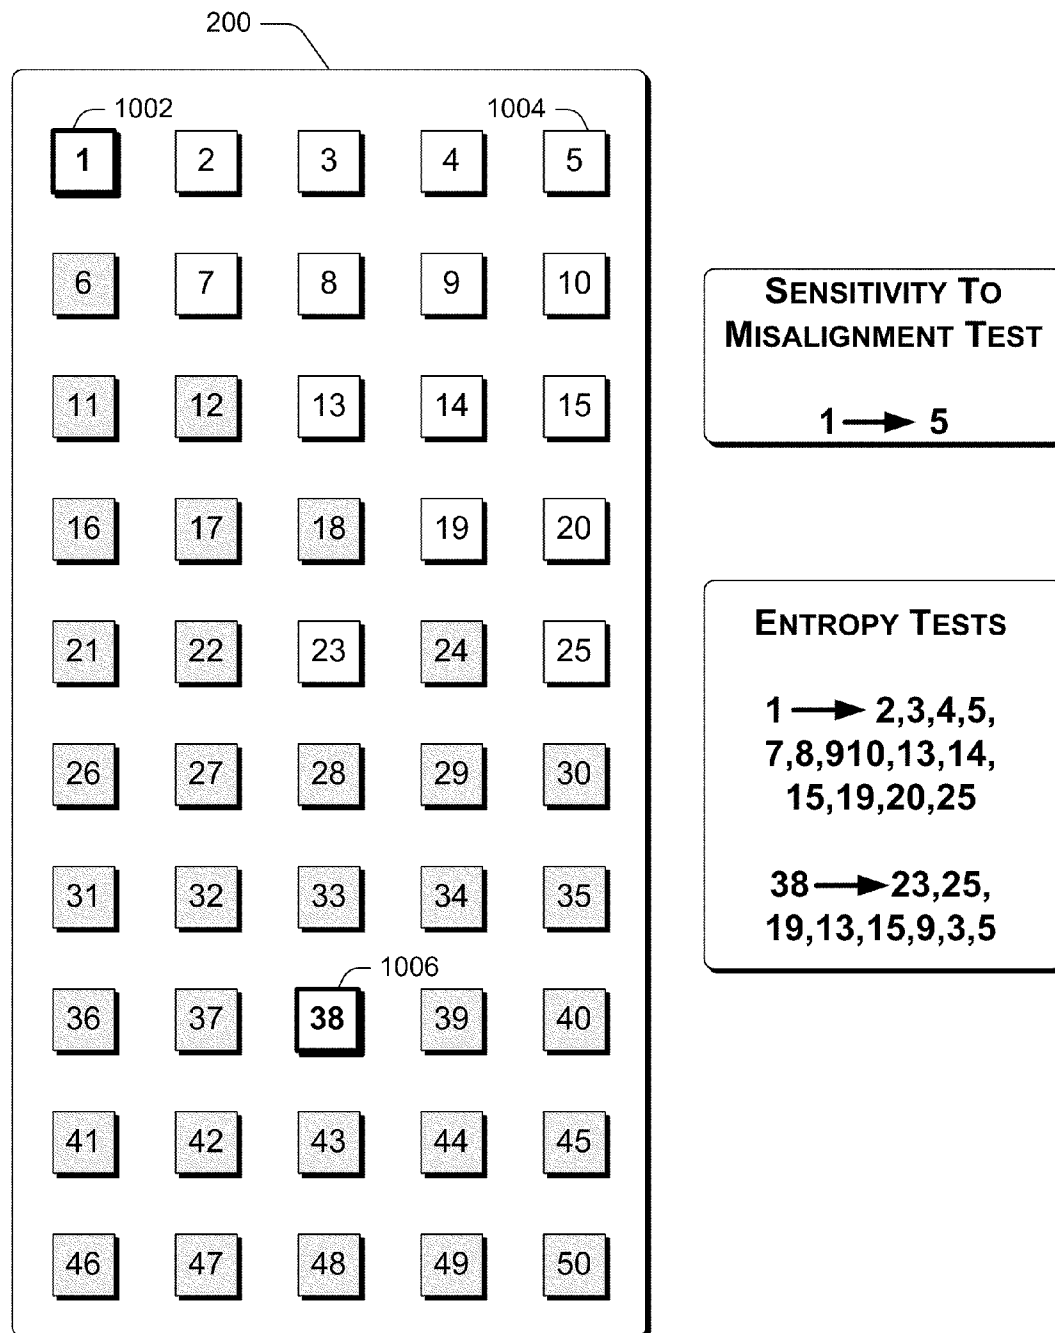 200
1002
1004
1 2 3 4 5
6 7 8 9 10
11 12 13 14 15
16 17 18 19 20
21 22 23 24 25
26 27 28 29 30
31 32 33 34 35
1006
36 37 38 39 40
41 42 43 44 45
46 47 48 49 50
SENSITIVITY TO
MISALIGNMENT TEST
1 → 5
ENTROPY TESTS
1 → 2,3,4,5,
7,8,910,13,14,
15,19,20,25
38 → 23,25,
19,13,15,9,3,5